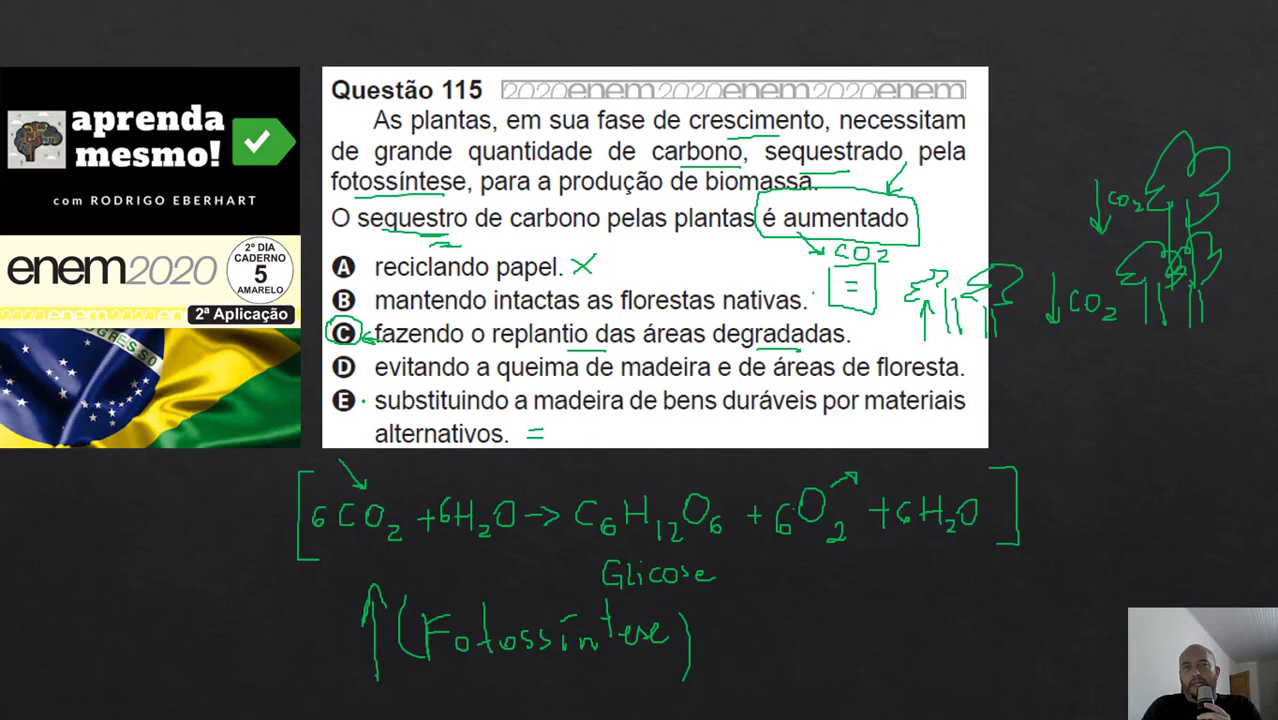 aprenda
mesmo!
com RODRIGO EBERHART
enem2020
2º DIA
CADERNO
5
AMARELO
2ª Aplicação
ORDEM E PROGRESSO
Questão 115
2020enem2020enem2020enem
As plantas, em sua fase de crescimento, necessitam
de grande quantidade de carbono, sequestrado pela
fotossíntese, para a produção de biomassa.
O sequestro de carbono pelas plantas é aumentado
CO2
A reciclando papel. X
B mantendo intactas as florestas nativas. =
C fazendo o replantio das áreas degradadas.
D evitando a queima de madeira e de áreas de floresta.
E substituindo a madeira de bens duráveis por materiais
alternativos. =
↓CO2
↓CO2
[6CO2 +6H2O → C6H12O6 + 6O2 +6H2O]
Glicose
↑(Fotossíntese)